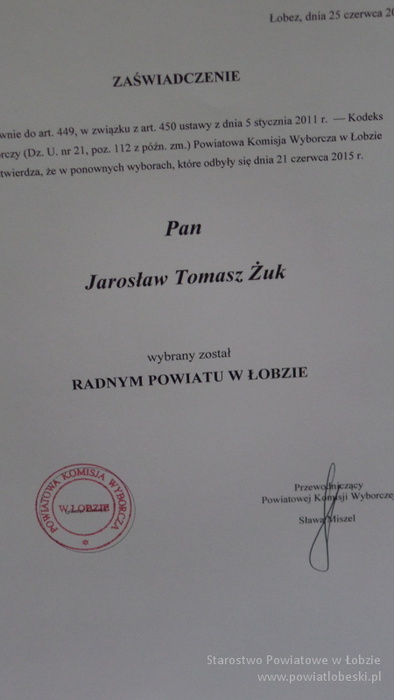 Łobez, dnia 25 czerwca 20
ZAŚWIADCZENIE
wnie do art. 449, w związku z art. 450 ustawy z dnia 5 stycznia 2011 r. — Kodeks
rczy (Dz. U. nr 21, poz. 112 z późn. zm.) Powiatowa Komisja Wyborcza w Łobzie
twierdza, że w ponownych wyborach, które odbyły się dnia 21 czerwca 2015 r.
Pan
Jarosław Tomasz Żuk
wybrany został
RADNYM POWIATU W ŁOBZIE
POWIATOWA KOMISJA WYBORCZA
W ŁOBZIE
Przewodniczący
Powiatowej Komisji Wyborczej
Sława Miszel
Starostwo Powiatowe w Łobzie
www.powiatlobeski.pl